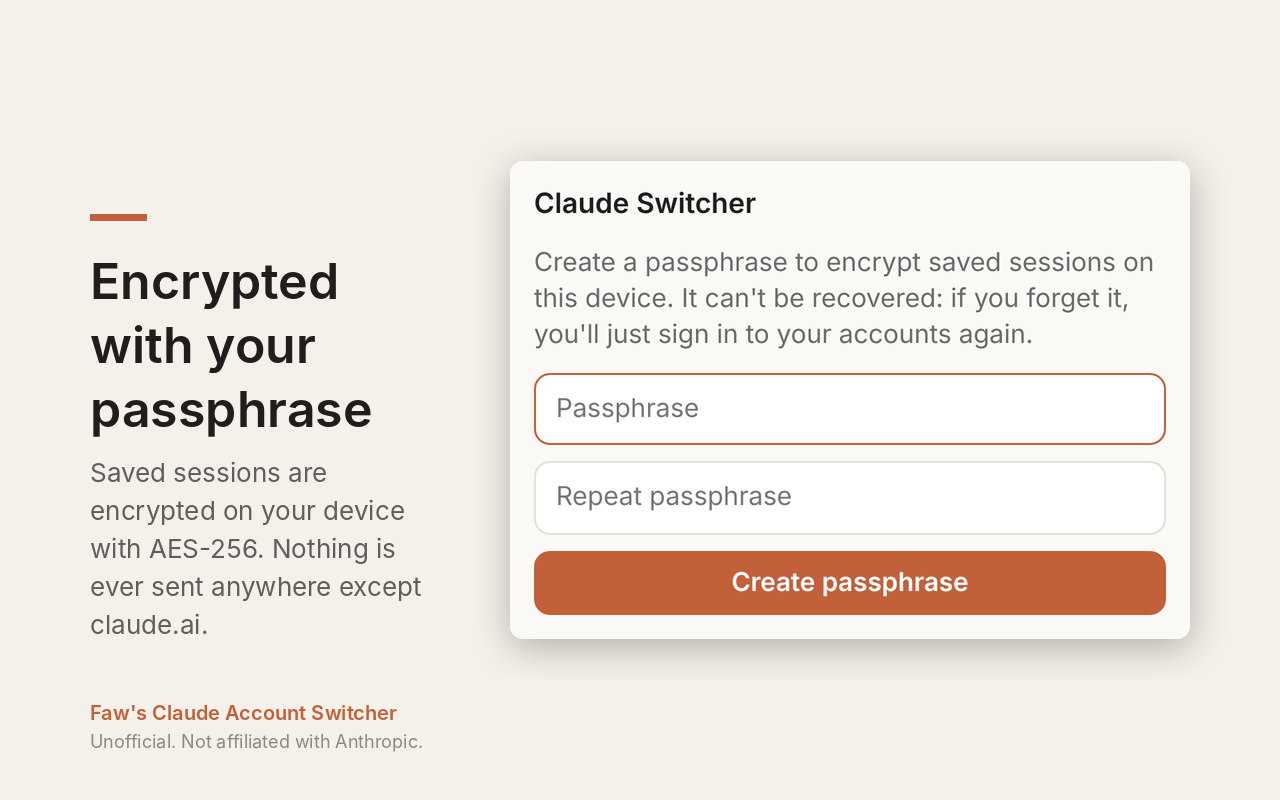 Encrypted
with your
passphrase
Saved sessions are
encrypted on your device
with AES-256. Nothing is
ever sent anywhere except
claude.ai.
Faw's Claude Account Switcher
Unofficial. Not affiliated with Anthropic.
Claude Switcher
Create a passphrase to encrypt saved sessions on
this device. It can't be recovered: if you forget it,
you'll just sign in to your accounts again.
Passphrase
Repeat passphrase
Create passphrase